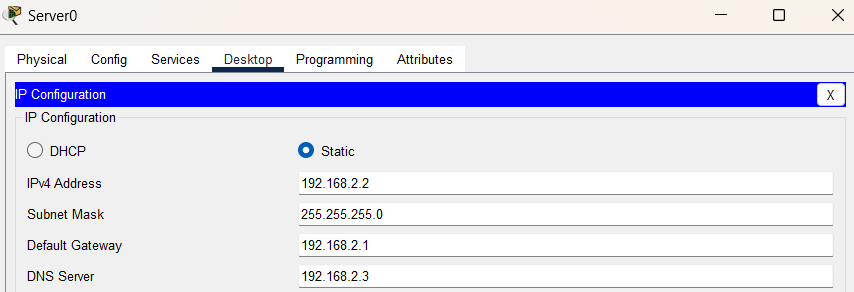 Server0
Physical Config Services Desktop Programming Attributes
IP Configuration
X
IP Configuration
DHCP Static
IPv4 Address 192.168.2.2
Subnet Mask 255.255.255.0
Default Gateway 192.168.2.1
DNS Server 192.168.2.3